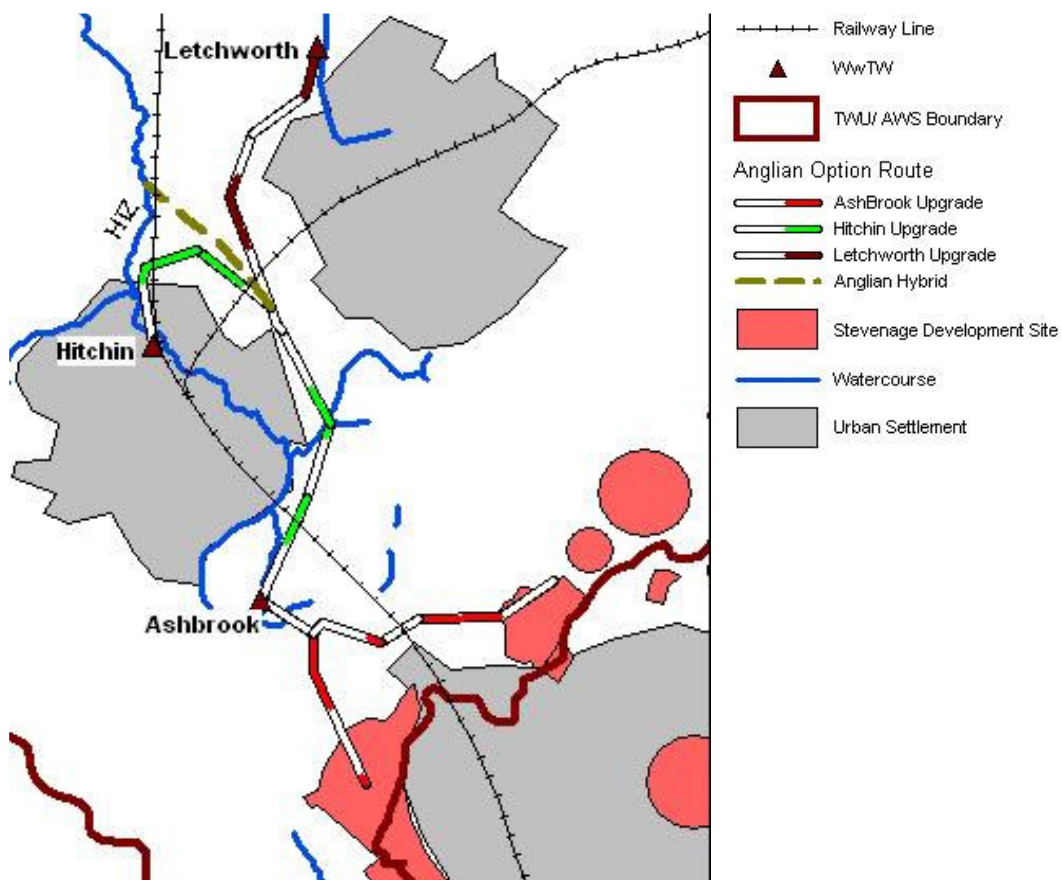 Letchworth
HIZ
Hitchin
Ashbrook
Railway Line
WwTW
TWU/ AWS Boundary
Anglian Option Route
AshBrook Upgrade
Hitchin Upgrade
Letchworth Upgrade
Anglian Hybrid
Stevenage Development Site
Watercourse
Urban Settlement